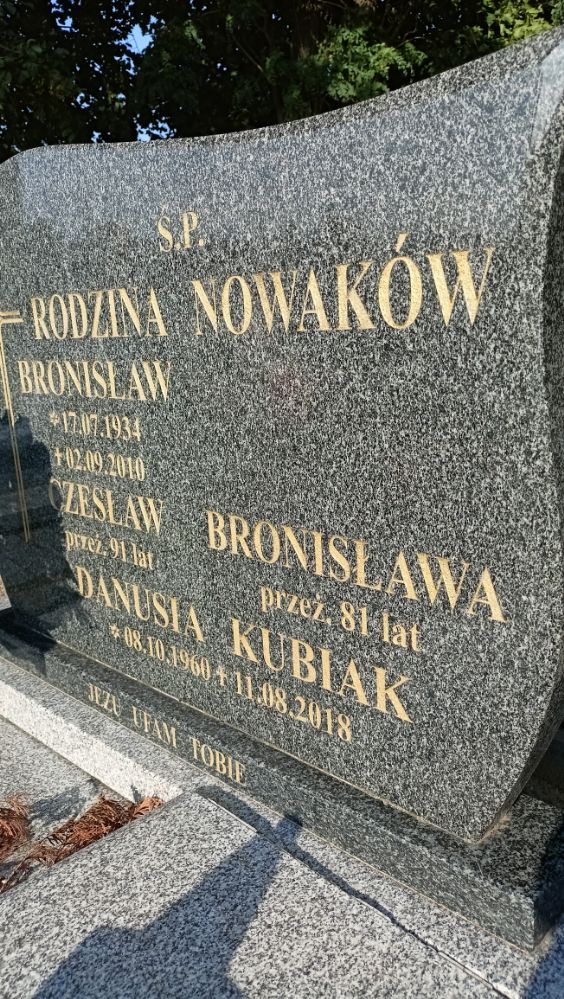 Ś.P.
RODZINA NOWAKÓW
BRONISŁAW
*17.07.1934
+02.09.2010
CZESŁAW BRONISŁAWA
przeż. 91 lat przeż. 81 lat
DANUSIA KUBIAK
*08.10.1960 +11.08.2018
JEZU UFAM TOBIE